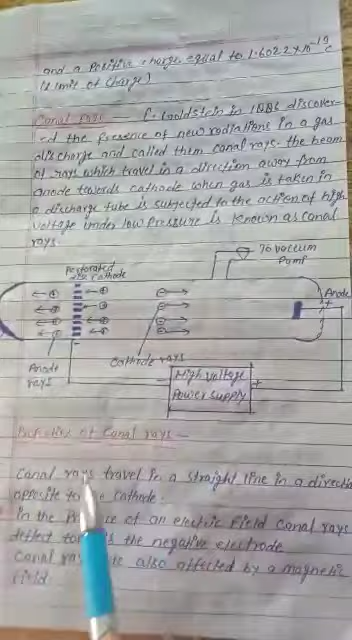 and a Positive charge equal to 1.6022×10⁻¹⁹c
(1 unit of charge)
Canal rays E. Goldstein in 1886 discover-
ed the presence of new radiations in a gas
discharge and called them canal rays. the beam
of rays which travel in a direction away from
anode towards cathode when gas is taken in
a discharge tube is subjected to the action of high
voltage under low pressure is known as canal
rays.
To vaccum
Pump
Perforated
cathode
Anode
+
Cathode rays
Anode
rays
- High voltage +
Power supply
Properties of Canal rays -
Canal rays travel in a straight line in a directi
opposite to the cathode.
in the of an electric field canal rays
deflect the negative electrode
Canal also affected by a magnetic
field